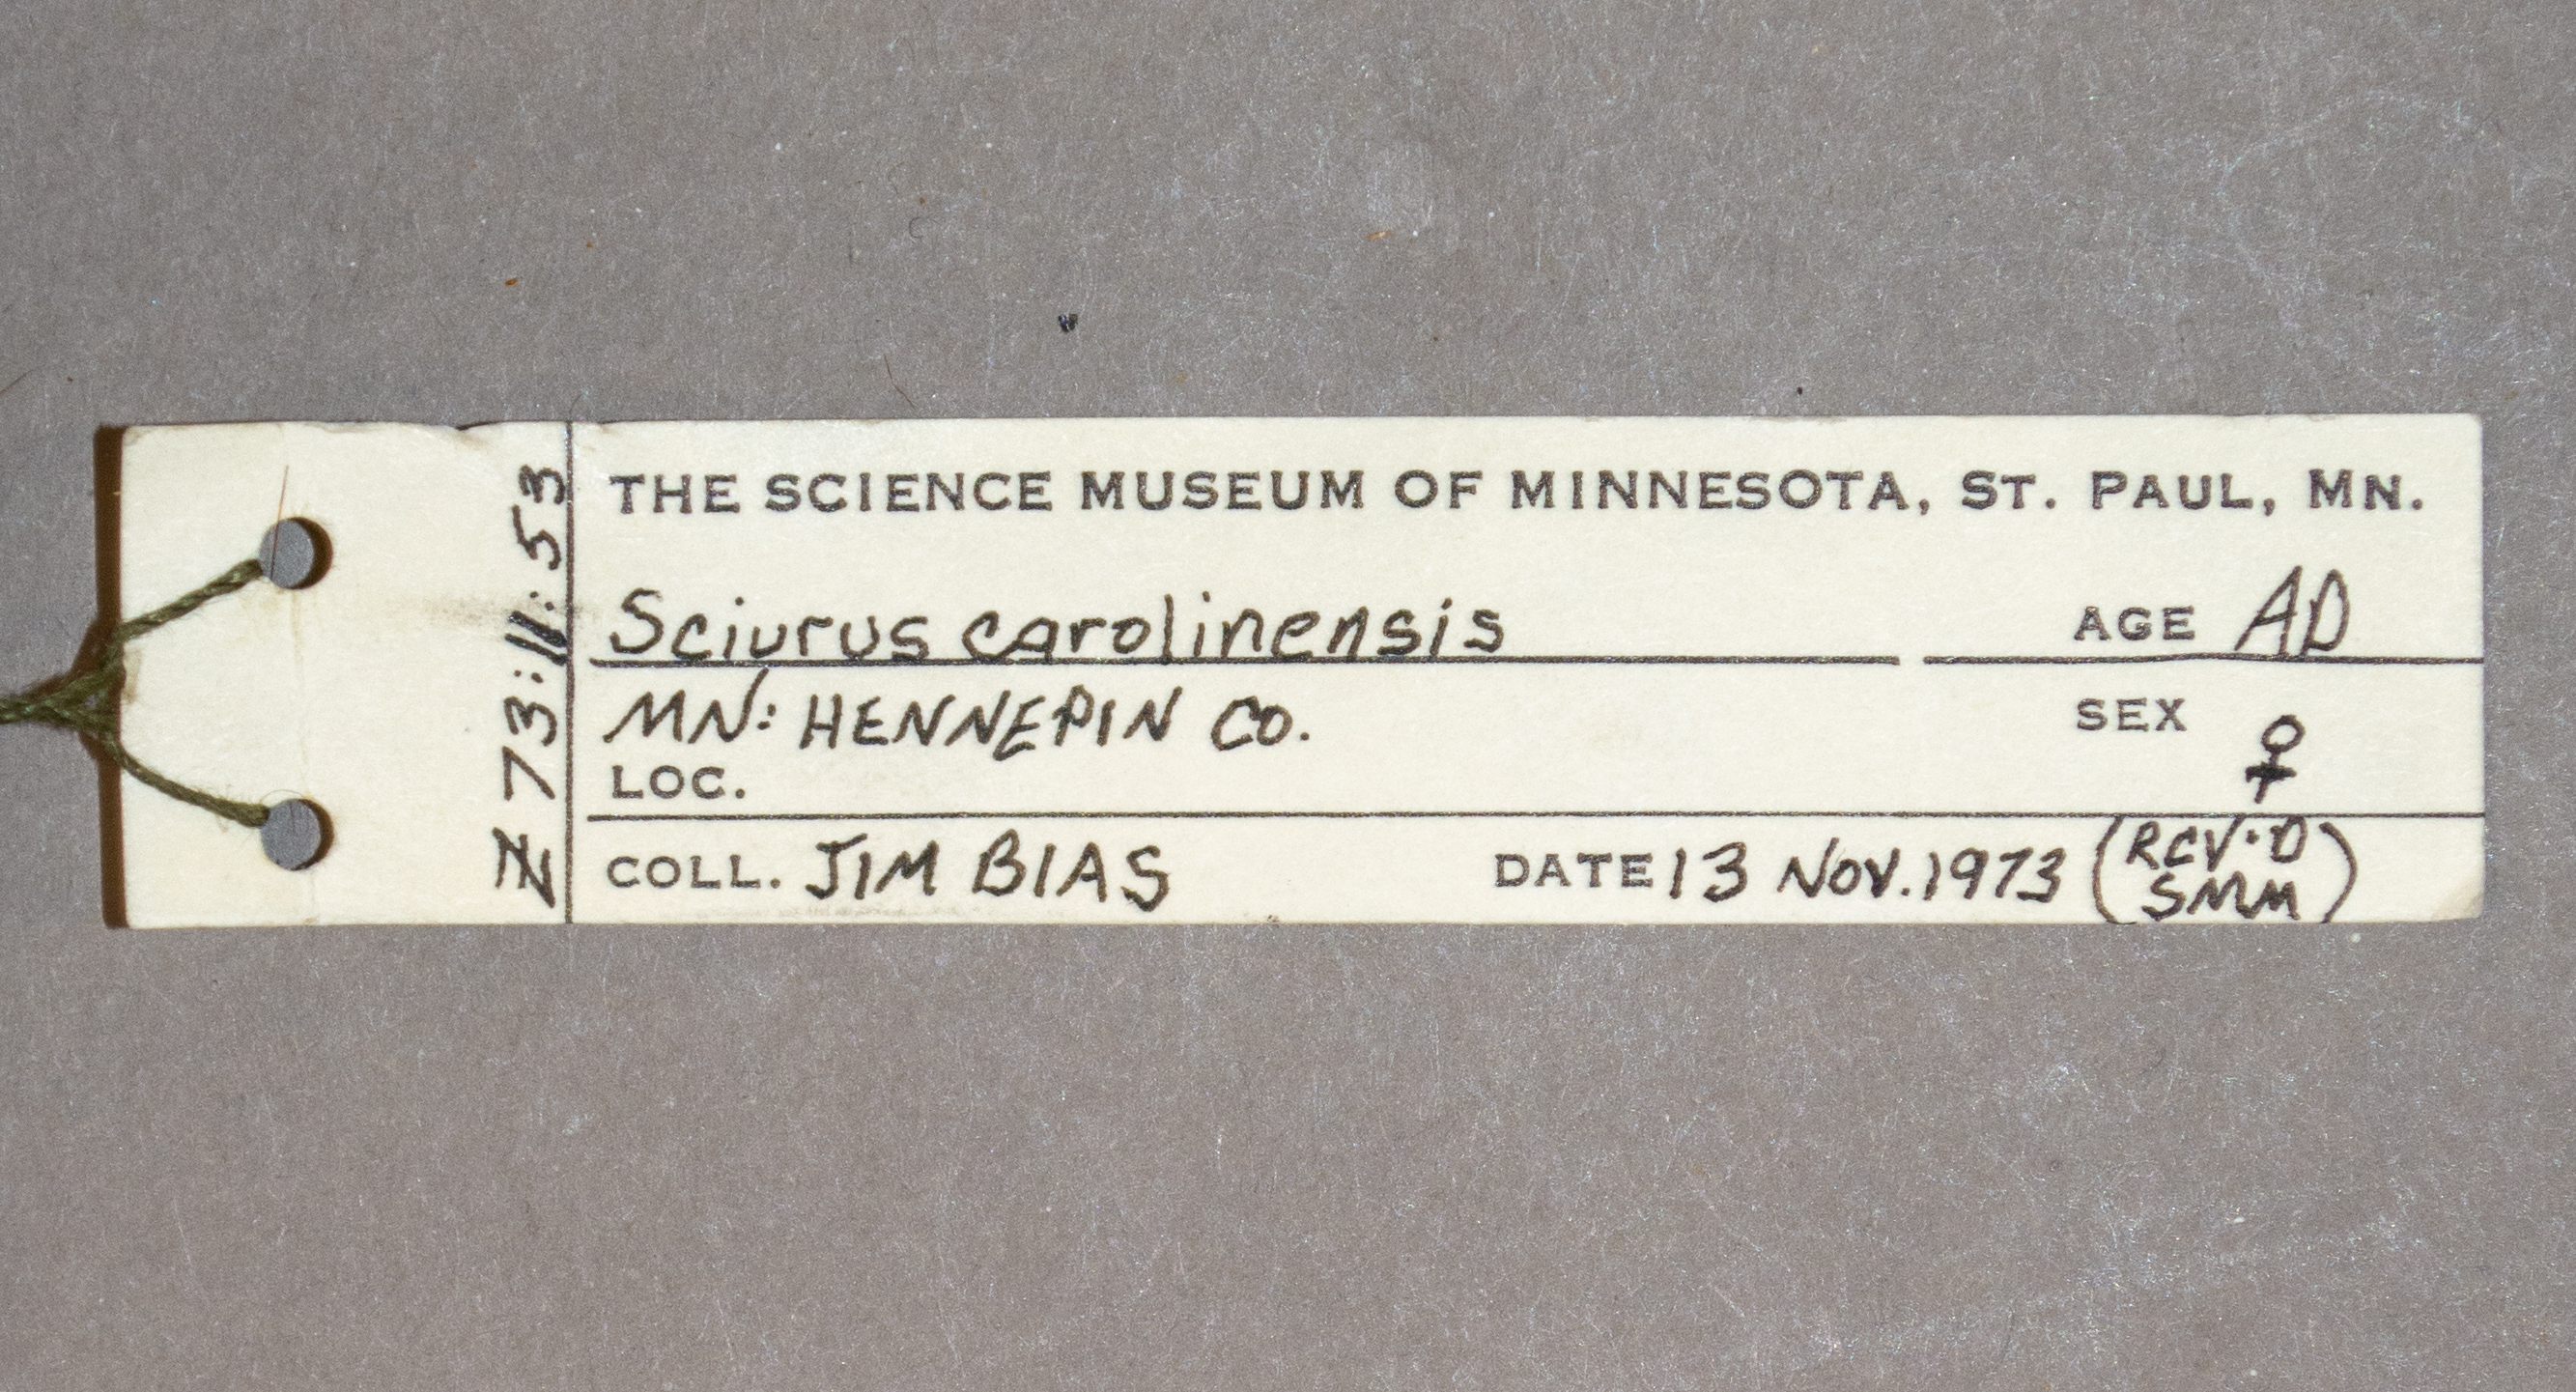 Z 73:11:53
THE SCIENCE MUSEUM OF MINNESOTA, ST. PAUL, MN.
Sciurus carolinensis AGE AD
MN: HENNEPIN CO. SEX ♀
LOC.
COLL. JIM BIAS DATE 13 NOV. 1973 (RCV'D
SMM)